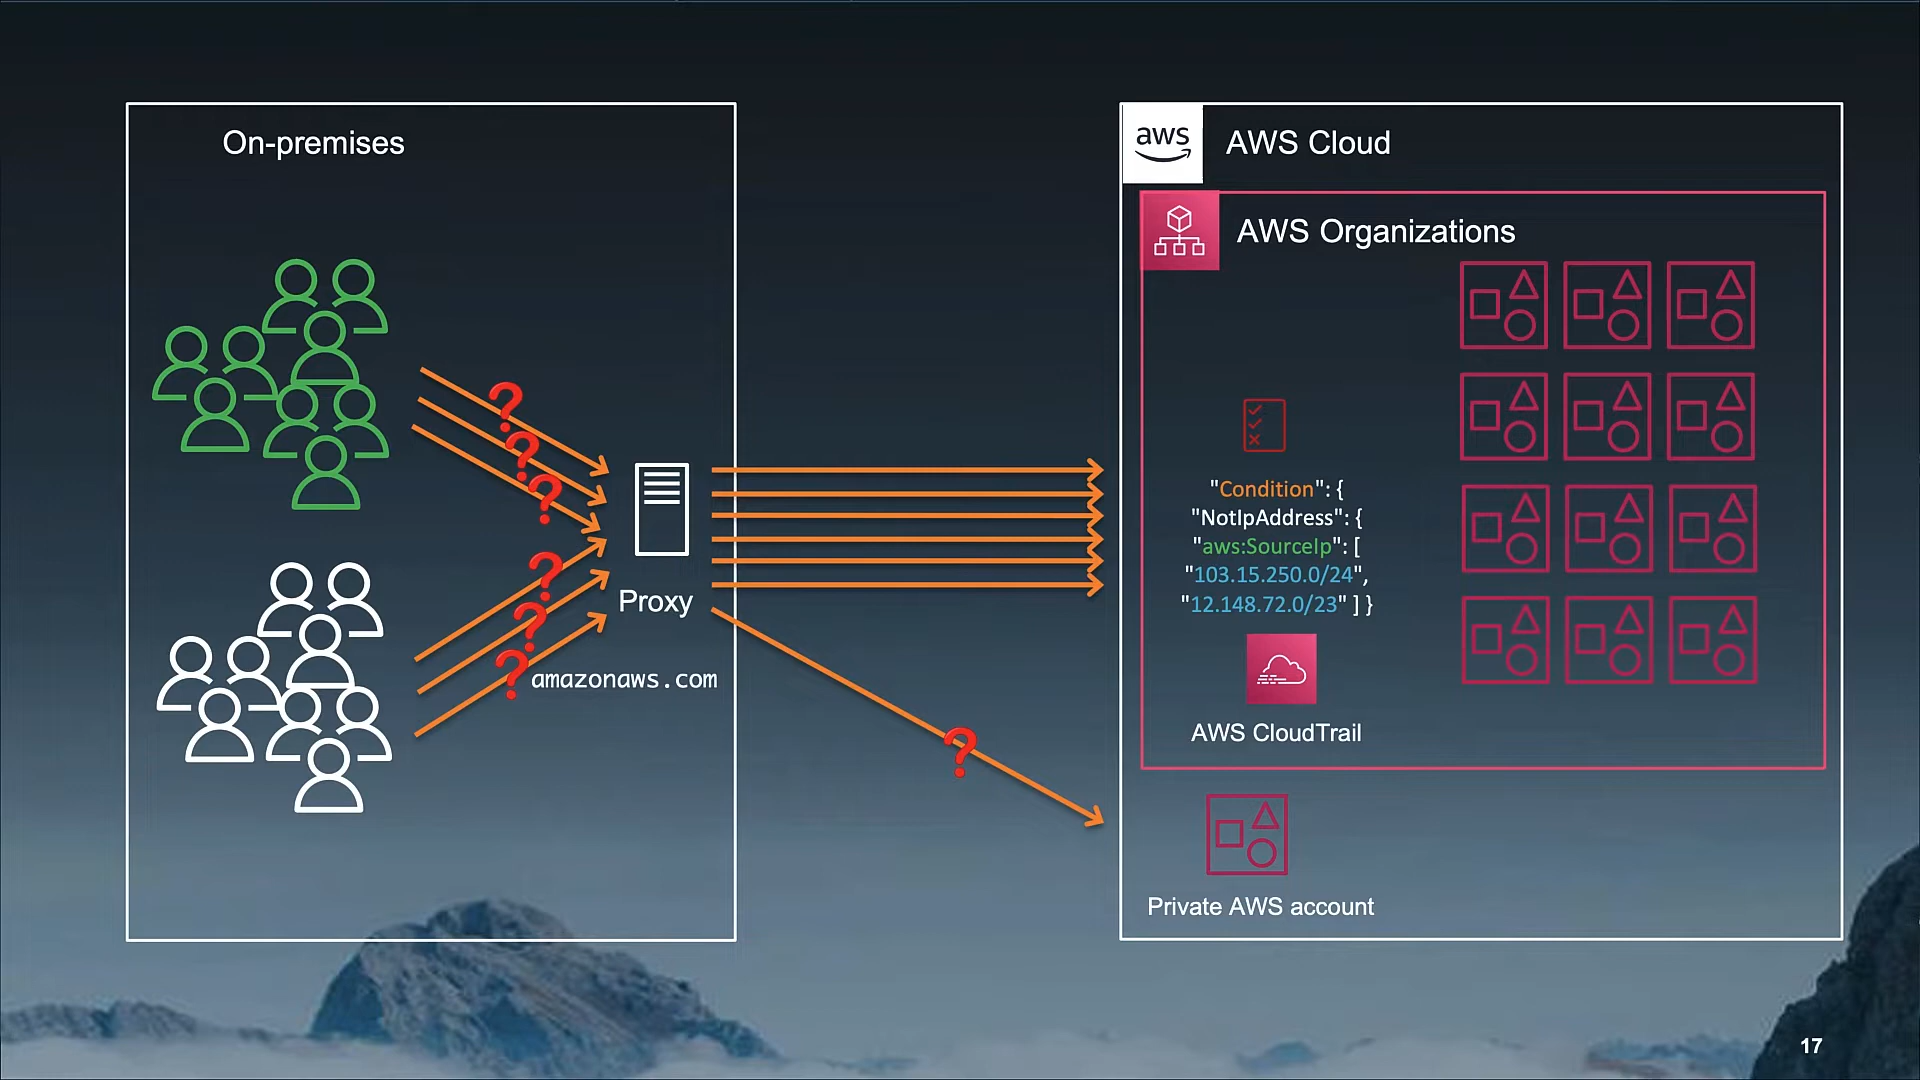 On-premises
Proxy
amazonaws.com
aws
AWS Cloud
AWS Organizations
"Condition": {
"NotIpAddress": {
"aws:SourceIp": [
"103.15.250.0/24",
"12.148.72.0/23" ] }
AWS CloudTrail
Private AWS account
?
?
?
?
?
?
?
17